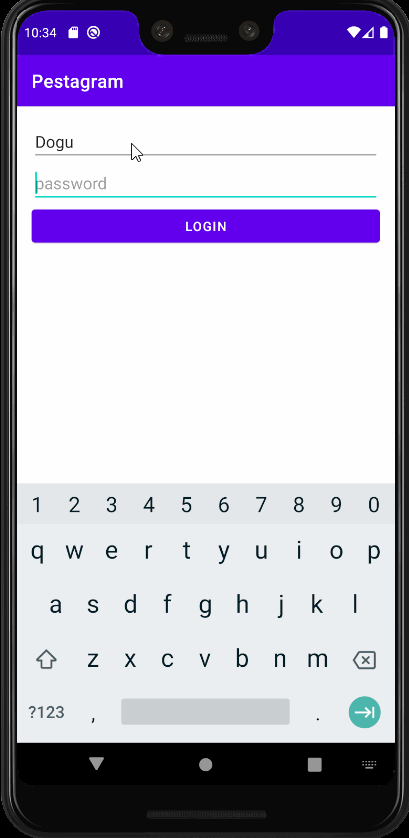 10:34
Pestagram
Dogu
password
LOGIN
1 2 3 4 5 6 7 8 9 0
q w e r t y u i o p
a s d f g h j k l
z x c v b n m
?123 , .